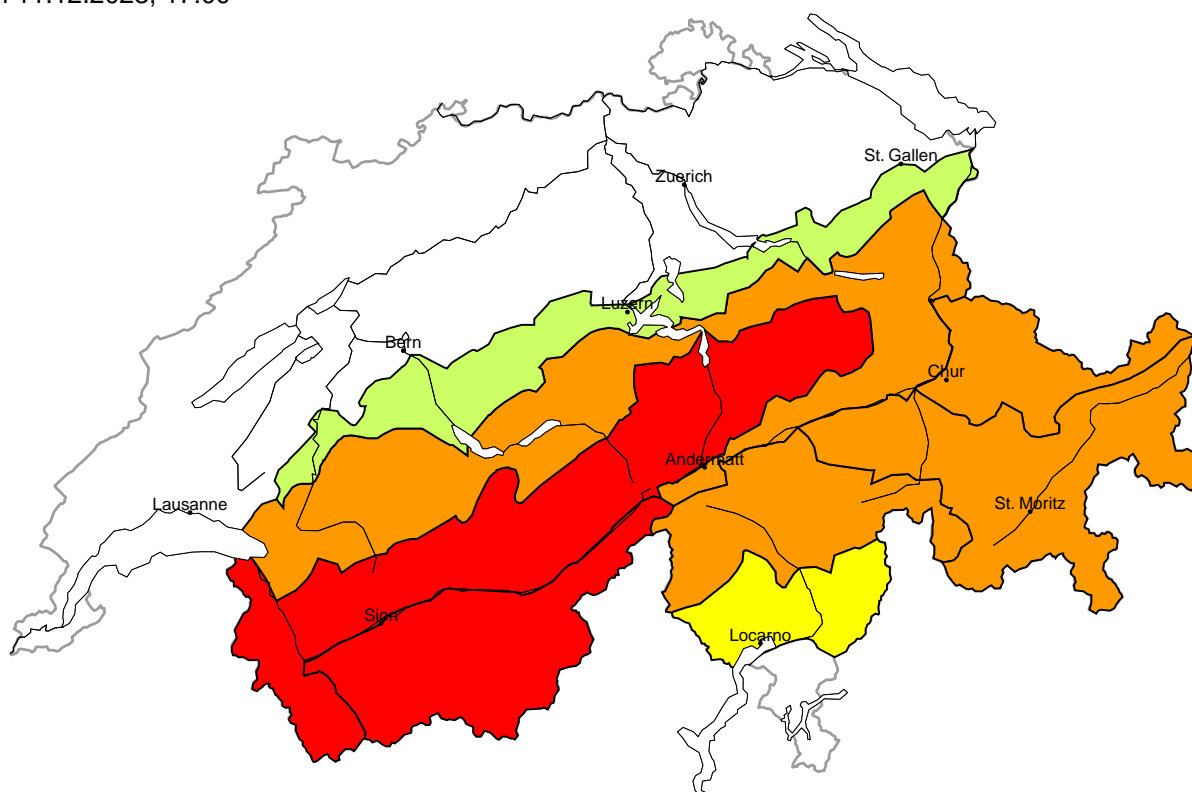 St. Gallen
Zuerich
Luzern
Bern
Chur
Andermatt
Lausanne
St. Moritz
Sion
Locarno